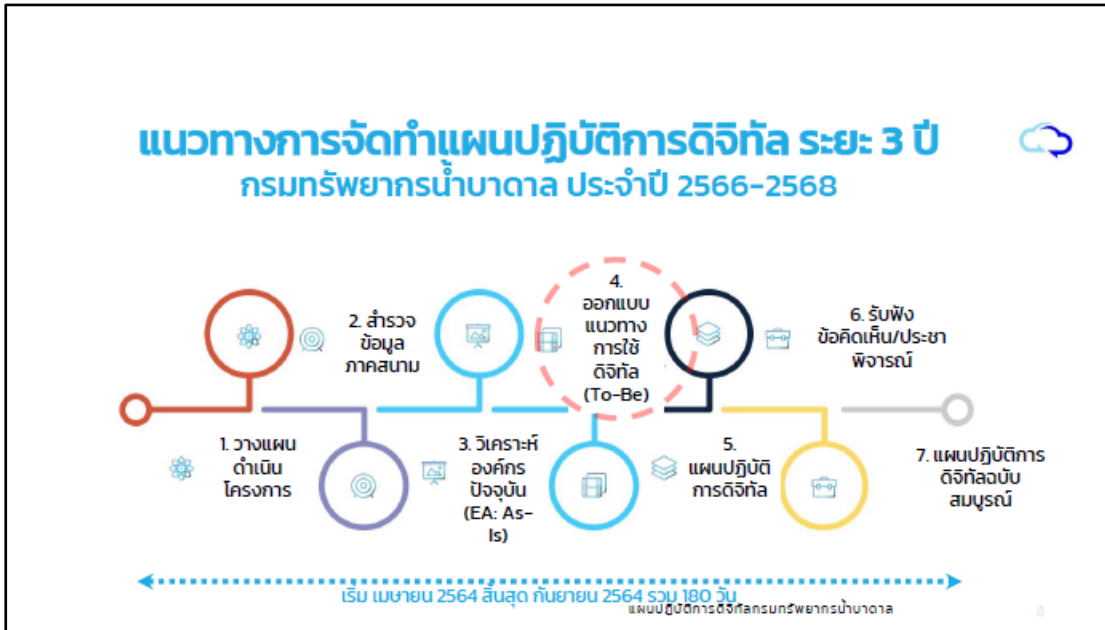 แนวทางการจัดทำแผนปฏิบัติการดิจิทัล ระยะ 3 ปี
กรมทรัพยากรน้ำบาดาล ประจำปี 2566-2568
1. วางแผน
ดำเนิน
โครงการ
2. สำรวจ
ข้อมูล
ภาคสนาม
3. วิเคราะห์
องค์กร
ปัจจุบัน
(EA: As-
Is)
4.
ออกแบบ
แนวทาง
การใช้
ดิจิทัล
(To-Be)
5.
แผนปฏิบัติ
การดิจิทัล
6. รับฟัง
ข้อคิดเห็น/ประชา
พิจารณ์
7. แผนปฏิบัติการ
ดิจิทัลฉบับ
สมบูรณ์
เริ่ม เมษายน 2564 สิ้นสุด กันยายน 2564 รวม 180 วัน
แผนปฏิบัติการดิจิทัลกรมทรัพยากรน้ำบาดาล